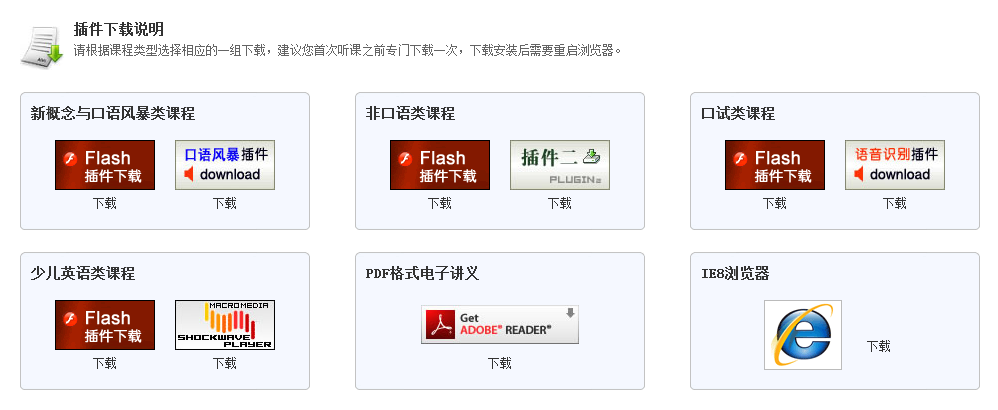 插件下载说明
请根据课程类型选择相应的一组下载，建议您首次听课之前专门下载一次，下载安装后需要重启浏览器。
新概念与口语风暴类课程
Flash
插件下载
下载
口语风暴插件
download
下载
非口语类课程
Flash
插件下载
下载
插件二
PLUGIN
下载
口试类课程
Flash
插件下载
下载
语音识别插件
download
下载
少儿英语类课程
Flash
插件下载
下载
MACROMEDIA
SHOCKWAVE
PLAYER
下载
PDF格式电子讲义
Get
ADOBE® READER®
下载
IE8浏览器
下载